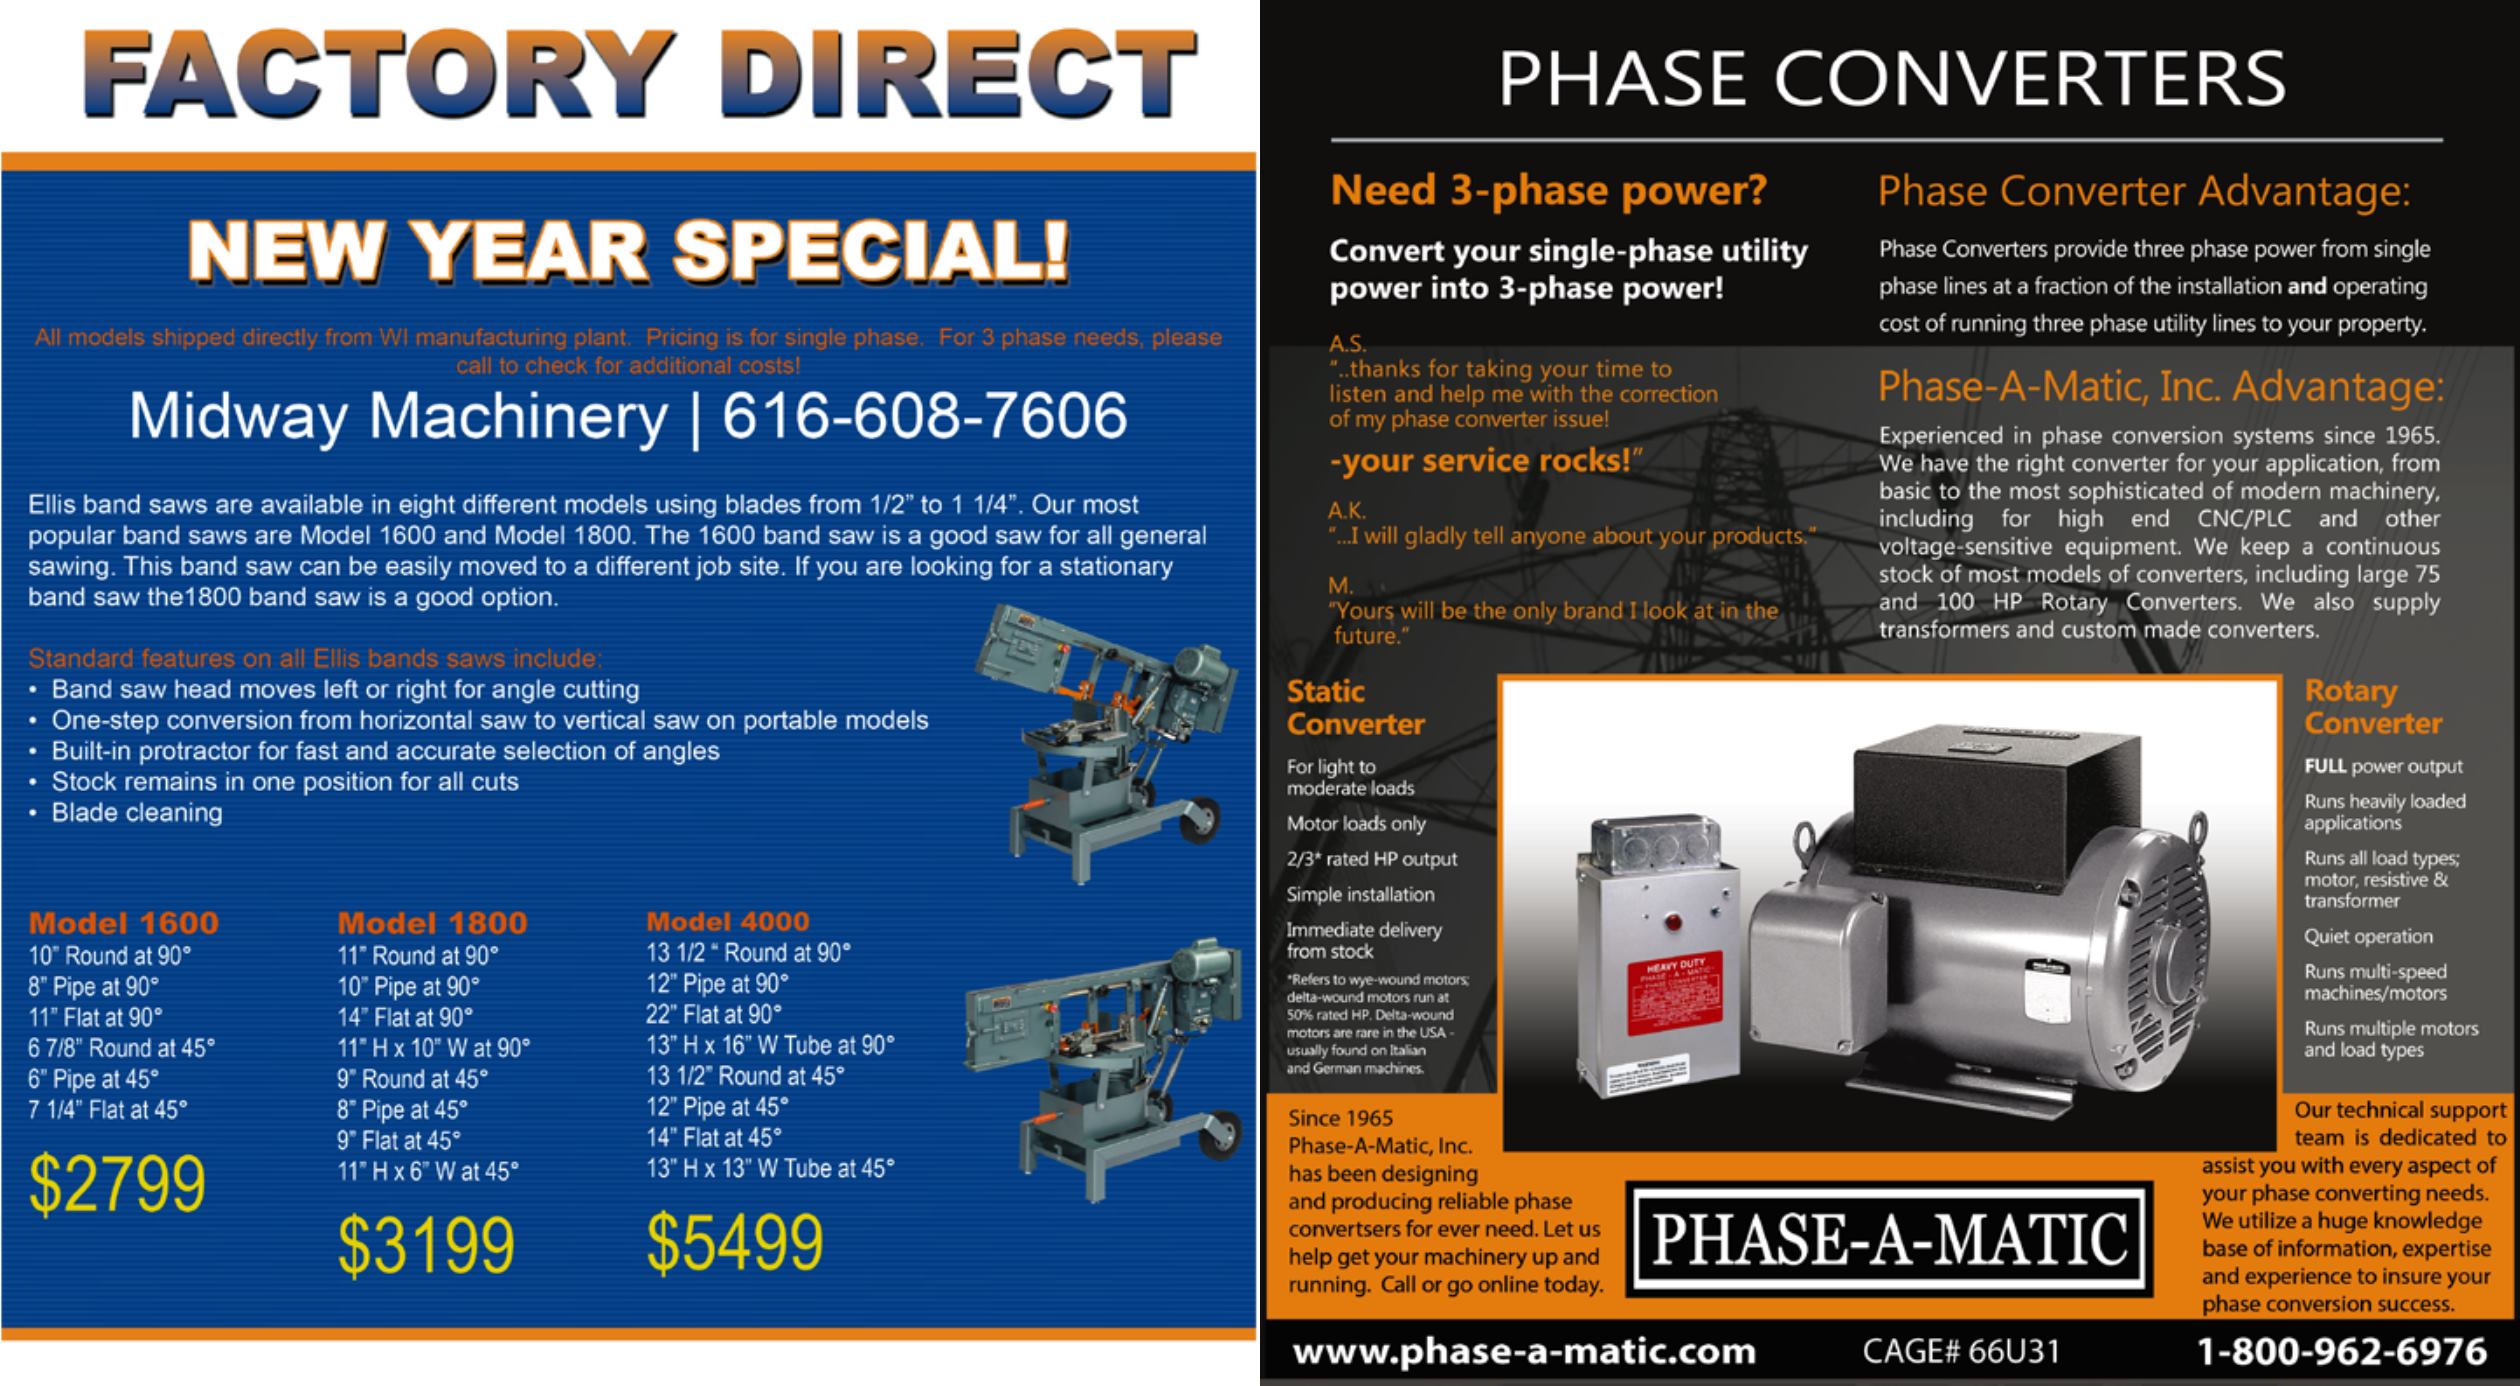 FACTORY DIRECT
NEW YEAR SPECIAL!
All models shipped directly from WI manufacturing plant. Pricing is for single phase. For 3 phase needs, please
call to check for additional costs!
Midway Machinery | 616-608-7606
Ellis band saws are available in eight different models using blades from 1/2” to 1 1/4”. Our most
popular band saws are Model 1600 and Model 1800. The 1600 band saw is a good saw for all general
sawing. This band saw can be easily moved to a different job site. If you are looking for a stationary
band saw the1800 band saw is a good option.
Standard features on all Ellis bands saws include:
• Band saw head moves left or right for angle cutting
• One-step conversion from horizontal saw to vertical saw on portable models
• Built-in protractor for fast and accurate selection of angles
• Stock remains in one position for all cuts
• Blade cleaning
Model 1600
10” Round at 90°
8” Pipe at 90°
11” Flat at 90°
6 7/8” Round at 45°
6” Pipe at 45°
7 1/4” Flat at 45°
$2799
Model 1800
11” Round at 90°
10” Pipe at 90°
14” Flat at 90°
11” H x 10” W at 90°
9” Round at 45°
8” Pipe at 45°
9” Flat at 45°
11” H x 6” W at 45°
$3199
Model 4000
13 1/2 “ Round at 90°
12” Pipe at 90°
22” Flat at 90°
13” H x 16” W Tube at 90°
13 1/2” Round at 45°
12” Pipe at 45°
14” Flat at 45°
13” H x 13” W Tube at 45°
$5499
PHASE CONVERTERS
Need 3-phase power?
Convert your single-phase utility
power into 3-phase power!
A.S.
“..thanks for taking your time to
listen and help me with the correction
of my phase converter issue!
-your service rocks!”
A.K.
“...I will gladly tell anyone about your products.”
M.
“Yours will be the only brand I look at in the
future.”
Phase Converter Advantage:
Phase Converters provide three phase power from single
phase lines at a fraction of the installation and operating
cost of running three phase utility lines to your property.
Phase-A-Matic, Inc. Advantage:
Experienced in phase conversion systems since 1965.
We have the right converter for your application, from
basic to the most sophisticated of modern machinery,
including for high end CNC/PLC and other
voltage-sensitive equipment. We keep a continuous
stock of most models of converters, including large 75
and 100 HP Rotary Converters. We also supply
transformers and custom made converters.
Static
Converter
For light to
moderate loads
Motor loads only
2/3* rated HP output
Simple installation
Immediate delivery
from stock
*Refers to wye-wound motors;
delta-wound motors run at
50% rated HP. Delta-wound
motors are rare in the USA -
usually found on Italian
and German machines.
HEAVY DUTY
PHASE-A-MATIC
Rotary
Converter
FULL power output
Runs heavily loaded
applications
Runs all load types;
motor, resistive &
transformer
Quiet operation
Runs multi-speed
machines/motors
Runs multiple motors
and load types
Since 1965
Phase-A-Matic, Inc.
has been designing
and producing reliable phase
convertsers for ever need. Let us
help get your machinery up and
running. Call or go online today.
PHASE-A-MATIC
Our technical support
team is dedicated to
assist you with every aspect of
your phase converting needs.
We utilize a huge knowledge
base of information, expertise
and experience to insure your
phase conversion success.
www.phase-a-matic.com
CAGE# 66U31
1-800-962-6976